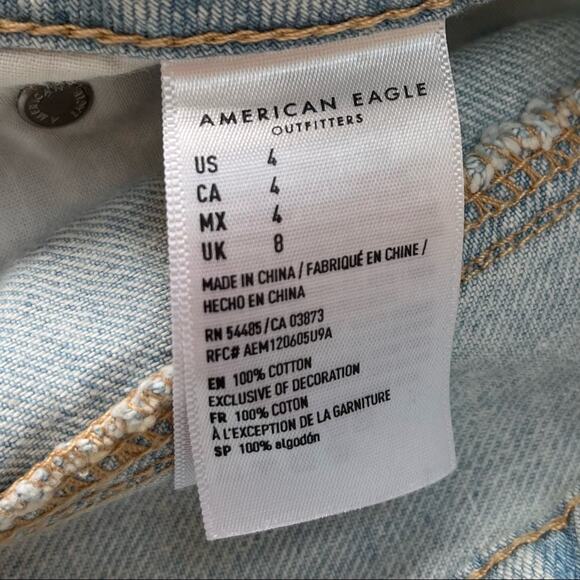 AMERICAN EAGLE
OUTFITTERS
US 4
CA 4
MX 4
UK 8
MADE IN CHINA / FABRIQUÉ EN CHINE /
HECHO EN CHINA
RN 54485 / CA 03873
RFC# AEM120605U9A
EN 100% COTTON
EXCLUSIVE OF DECORATION
FR 100% COTON
À L'EXCEPTION DE LA GARNITURE
SP 100% algodón